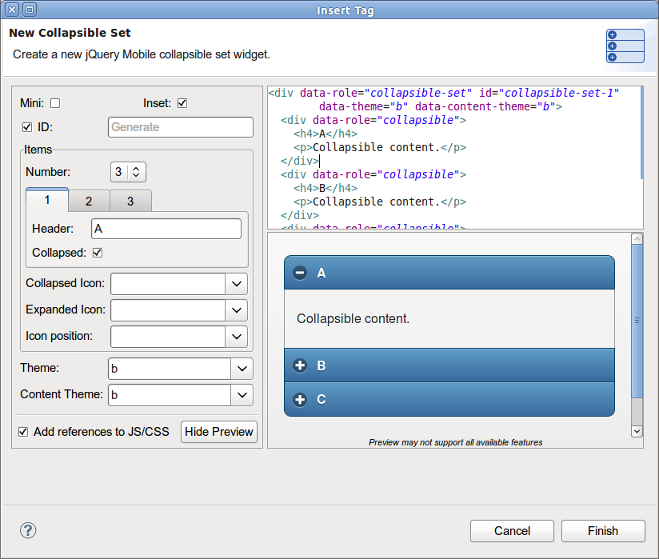 Insert Tag
New Collapsible Set
Create a new jQuery Mobile collapsible set widget.
Mini:
Inset:
ID:
Generate
Items
Number:
3
1
2
3
Header:
A
Collapsed:
Collapsed Icon:
Expanded Icon:
Icon position:
Theme:
b
Content Theme:
b
Add references to JS/CSS
Hide Preview
<div data-role="collapsible-set" id="collapsible-set-1"
data-theme="b" data-content-theme="b">
<div data-role="collapsible">
<h4>A</h4>
<p>Collapsible content.</p>
</div>
<div data-role="collapsible">
<h4>B</h4>
<p>Collapsible content.</p>
</div>
<div data-role="collapsible">
A
Collapsible content.
B
C
Preview may not support all available features
?
Cancel
Finish